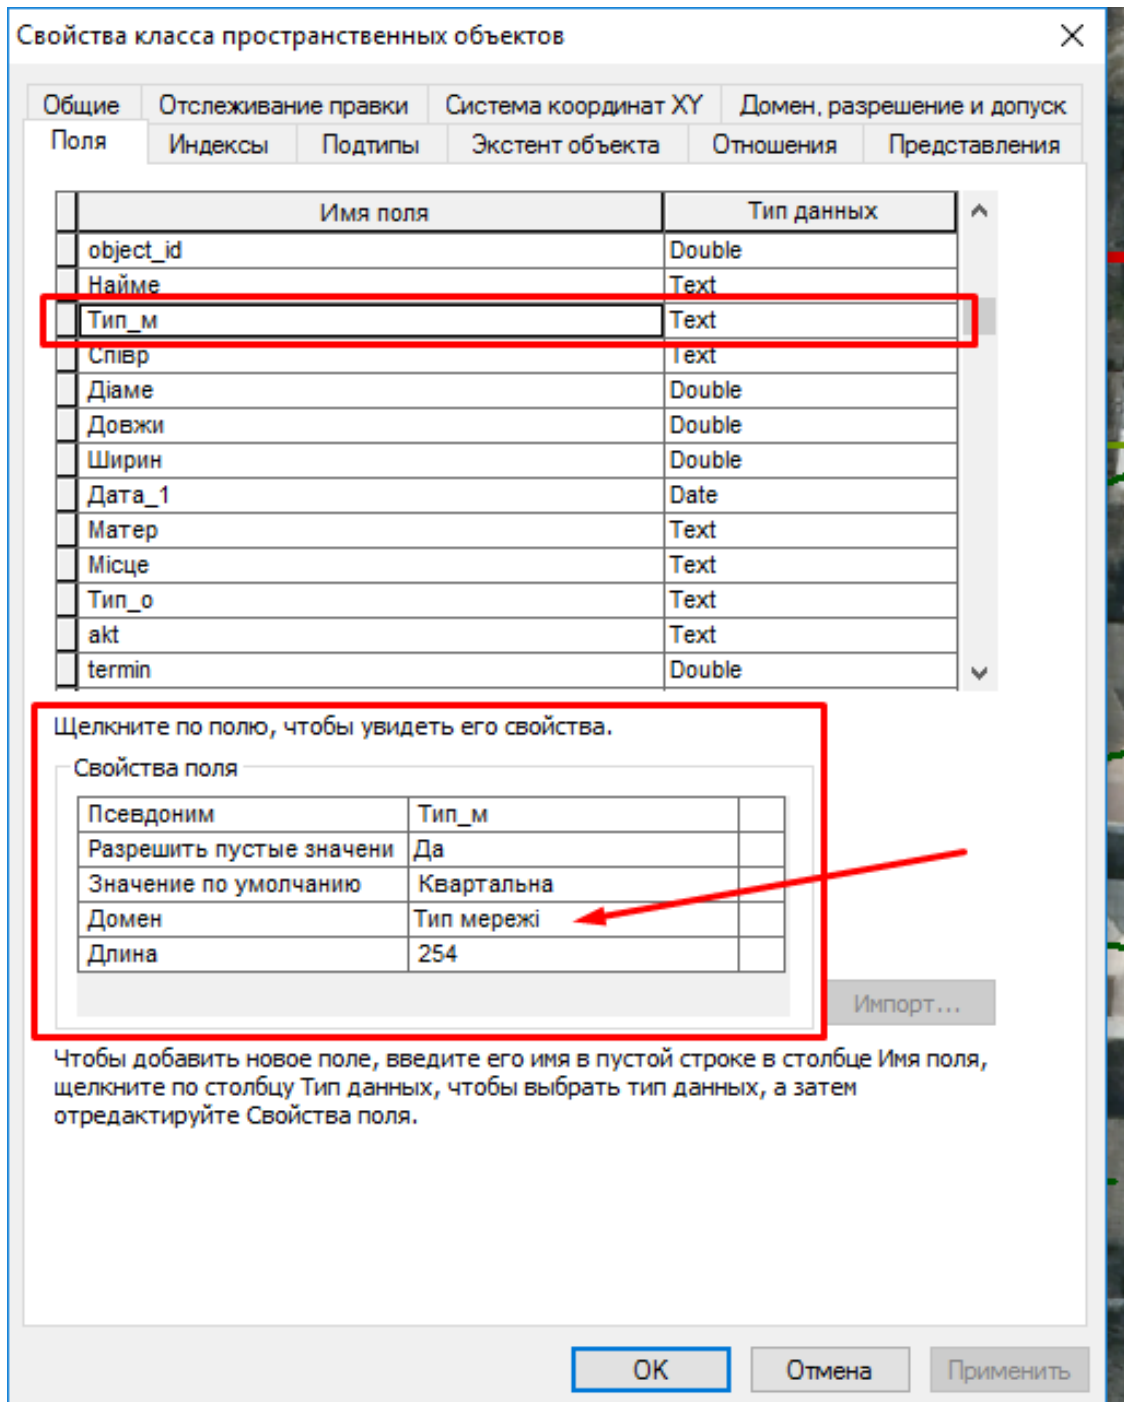 Свойства класса пространственных объектов
Общие Отслеживание правки Система координат XY Домен, разрешение и допуск
Поля Индексы Подтипы Экстент объекта Отношения Представления
Имя поля Тип данных
object_id Double
Найме Text
Тип_м Text
Співр Text
Діаме Double
Довжи Double
Ширин Double
Дата_1 Date
Матер Text
Місце Text
Тип_о Text
akt Text
termin Double
Щелкните по полю, чтобы увидеть его свойства.
Свойства поля
Псевдоним Тип_м
Разрешить пустые значени Да
Значение по умолчанию Квартальна
Домен Тип мережі
Длина 254
Импорт...
Чтобы добавить новое поле, введите его имя в пустой строке в столбце Имя поля,
щелкните по столбцу Тип данных, чтобы выбрать тип данных, а затем
отредактируйте Свойства поля.
OK Отмена Применить